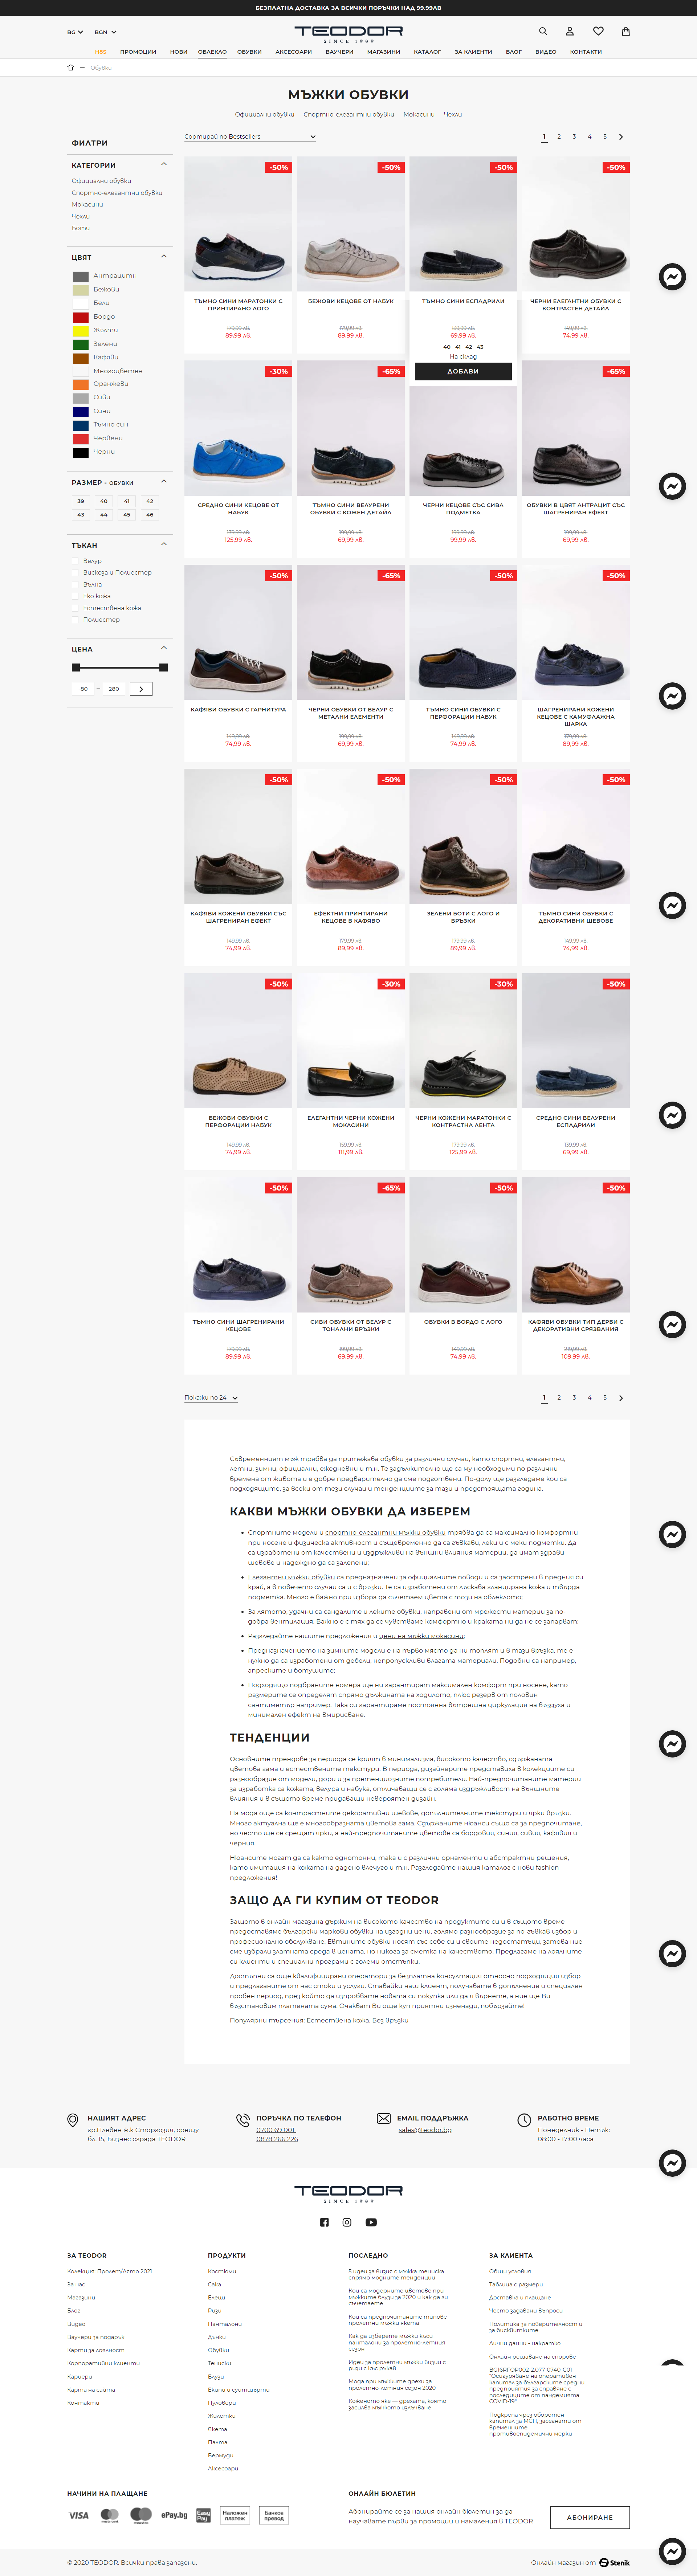 БЕЗПЛАТНА ДОСТАВКА ЗА ВСИЧКИ ПОРЪЧКИ НАД 99.99ЛВ
BG BGN
TEODOR
SINCE 1989
НЕЕ ПРОМОЦИИ НОВИ ОБЛЕКЛО ОБУВКИ АКСЕСОАРИ ВАУЧЕРИ МАГАЗИНИ КАТАЛОГ ЗА КЛИЕНТИ БЛОГ ВИДЕО КОНТАКТИ
Обувки
МЪЖКИ ОБУВКИ
Официални обувки Спортно-елегантни обувки Мокасини Чехли
Сортирай по Bestsellers
1 2 3 4 5
ФИЛТРИ
КАТЕГОРИИ
Официални обувки
Спортно-елегантни обувки
Мокасини
Чехли
Боти
ЦВЯТ
Антрацитн
Бежови
Бели
Бордо
Жълти
Зелени
Кафяви
Многоцветен
Оранжеви
Сиви
Сини
Тъмно син
Червени
Черни
РАЗМЕР - ОБУВКИ
39 40 41 42
43 44 45 46
ТЪКАН
Велур
Вискоза и Полиестер
Вълна
Еко кожа
Естествена кожа
Полиестер
ЦЕНА
-80 — 280
-50% -50% -50% -50%
ТЪМНО СИНИ МАРАТОНКИ С ПРИНТИРАНО ЛОГО
179,99 лв.
89,99 лв.
БЕЖОВИ КЕЦОВЕ ОТ НАБУК
179,99 лв.
89,99 лв.
ТЪМНО СИНИ ЕСПАДРИЛИ
139,99 лв.
69,99 лв.
40 41 42 43
На склад
ДОБАВИ
ЧЕРНИ ЕЛЕГАНТНИ ОБУВКИ С КОНТРАСТЕН ДЕТАЙЛ
149,99 лв.
74,99 лв.
-30% -65% -65%
СРЕДНО СИНИ КЕЦОВЕ ОТ НАБУК
179,99 лв.
125,99 лв.
ТЪМНО СИНИ ВЕЛУРЕНИ ОБУВКИ С КОЖЕН ДЕТАЙЛ
199,99 лв.
69,99 лв.
ЧЕРНИ КЕЦОВЕ СЪС СИВА ПОДМЕТКА
199,99 лв.
99,99 лв.
ОБУВКИ В ЦВЯТ АНТРАЦИТ СЪС ШАГРЕНИРАН ЕФЕКТ
199,99 лв.
69,99 лв.
-50% -65% -50% -50%
КАФЯВИ ОБУВКИ С ГАРНИТУРА
149,99 лв.
74,99 лв.
ЧЕРНИ ОБУВКИ ОТ ВЕЛУР С МЕТАЛНИ ЕЛЕМЕНТИ
199,99 лв.
69,99 лв.
ТЪМНО СИНИ ОБУВКИ С ПЕРФОРАЦИИ НАБУК
149,99 лв.
74,99 лв.
ШАГРЕНИРАНИ КОЖЕНИ КЕЦОВЕ С КАМУФЛАЖНА ШАРКА
179,99 лв.
89,99 лв.
-50% -50% -50% -50%
КАФЯВИ КОЖЕНИ ОБУВКИ СЪС ШАГРЕНИРАН ЕФЕКТ
149,99 лв.
74,99 лв.
ЕФЕКТНИ ПРИНТИРАНИ КЕЦОВЕ В КАФЯВО
179,99 лв.
89,99 лв.
ЗЕЛЕНИ БОТИ С ЛОГО И ВРЪЗКИ
179,99 лв.
89,99 лв.
ТЪМНО СИНИ ОБУВКИ С ДЕКОРАТИВНИ ШЕВОВЕ
149,99 лв.
74,99 лв.
-50% -30% -30% -50%
БЕЖОВИ ОБУВКИ С ПЕРФОРАЦИИ НАБУК
149,99 лв.
74,99 лв.
ЕЛЕГАНТНИ ЧЕРНИ КОЖЕНИ МОКАСИНИ
159,99 лв.
111,99 лв.
ЧЕРНИ КОЖЕНИ МАРАТОНКИ С КОНТРАСТНА ЛЕНТА
179,99 лв.
125,99 лв.
СРЕДНО СИНИ ВЕЛУРЕНИ ЕСПАДРИЛИ
139,99 лв.
69,99 лв.
-50% -65% -50% -50%
ТЪМНО СИНИ ШАГРЕНИРАНИ КЕЦОВЕ
179,99 лв.
89,99 лв.
СИВИ ОБУВКИ ОТ ВЕЛУР С ТОНАЛНИ ВРЪЗКИ
199,99 лв.
69,99 лв.
ОБУВКИ В БОРДО С ЛОГО
149,99 лв.
74,99 лв.
КАФЯВИ ОБУВКИ ТИП ДЕРБИ С ДЕКОРАТИВНИ СРЯЗВАНИЯ
219,99 лв.
109,99 лв.
Покажи по 24
1 2 3 4 5
Съвременният мъж трябва да притежава обувки за различни случаи, като спортни, елегантни,
летни, зимни, официални, ежедневни и т.н. Те задължително ще са му необходими по различни
времена от живота и е добре предварително да сме подготвени. По-долу ще разгледаме кои са
подходящите, за всеки от тези случаи и тенденциите за тази и предстоящата година.
КАКВИ МЪЖКИ ОБУВКИ ДА ИЗБЕРЕМ
Спортните модели и спортно-елегантни мъжки обувки трябва да са максимално комфортни
при носене и физическа активност и същевременно да са гъвкави, леки и с меки подметки. Да
са изработени от качествени и издръжливи на външни влияния материи, да имат здрави
шевове и надеждно да са залепени;
Елегантни мъжки обувки са предназначени за официалните поводи и са заострени в предния си
край, а в повечето случаи са и с връзки. Те са изработени от лъскава гланцирана кожа и твърда
подметка. Много е важно при избора да съчетаем цвета с този на облеклото;
За лятото, удачни са сандалите и леките обувки, направени от мрежести материи за по-
добра вентилация. Важно е с тях да се чувстваме комфортно и краката ни да не се запарват;
Разгледайте нашите предложения и цени на мъжки мокасини;
Предназначението на зимните модели е на първо място да ни топлят и в тази връзка, те е
нужно да са изработени от дебели, непропускливи влагата материали. Подобни са например,
апреските и ботушите;
Подходящо подбраните номера ще ни гарантират максимален комфорт при носене, като
размерите се определят спрямо дължината на ходилото, плюс резерв от половин
сантиметър например. Така си гарантираме постоянна вътрешна циркулация на въздуха и
минимален ефект на вмирисване.
ТЕНДЕНЦИИ
Основните трендове за периода се крият в минимализма, високото качество, сдържаната
цветова гама и естествените текстури. В периода, дизайнерите представиха в колекциите си
разнообразие от модели, дори и за претенциозните потребители. Най-предпочитаните материи
за изработка са кожата, велура и набука, отличаващи се с голяма издръжливост на външните
влияния и в същото време придаващи невероятен дизайн.
На мода още са контрастните декоративни шевове, допълнителните текстури и ярки връзки.
Много актуална ще е многообразната цветова гама. Сдържаните нюанси също са за предпочитане,
но често ще се срещат ярки, а най-предпочитаните цветове са бордовия, синия, сивия, кафявия и
черния.
Нюансите могат да са както еднотонни, така и с различни орнаменти и абстрактни решения,
като имитация на кожата на дадено влечуго и т.н. Разгледайте нашия каталог с нови fashion
предложения!
ЗАЩО ДА ГИ КУПИМ ОТ TEODOR
Защото в онлайн магазина държим на високото качество на продуктите си и в същото време
предоставяме български маркови обувки на изгодни цени, голямо разнообразие за по-гъвкав избор и
професионално обслужване. Евтините обувки носят със себе си и своите недостатъци, затова ние
сме избрали златната среда в цената, но никога за сметка на качеството. Предлагаме на лоялните
си клиенти и специални програми с големи отстъпки.
Достъпни са още квалифицирани оператори за безплатна консултация относно подходящия избор
и предлаганите от нас стоки и услуги. Ставайки наш клиент, получавате в допълнение и специален
пробен период, през който да изпробвате новата си покупка или да я върнете, а ние ще Ви
възстановим платената сума. Очакват Ви още куп приятни изненади, побързайте!
Популярни търсения: Естествена кожа, Без връзки
НАШИЯТ АДРЕС
гр.Плевен ж.к Сторгозия, срещу
бл. 15, Бизнес сграда TEODOR
ПОРЪЧКА ПО ТЕЛЕФОН
0700 69 001
0878 266 226
EMAIL ПОДДРЪЖКА
sales@teodor.bg
РАБОТНО ВРЕМЕ
Понеделник - Петък:
08:00 - 17:00 часа
TEODOR
SINCE 1989
ЗА TEODOR
Колекция: Пролет/Лято 2021
За нас
Магазини
Блог
Видео
Ваучери за подарък
Карти за лоялност
Корпоративни клиенти
Кариери
Карта на сайта
Контакти
ПРОДУКТИ
Костюми
Сака
Елеци
Ризи
Панталони
Дънки
Обувки
Тениски
Блузи
Екипи и суитшърти
Пуловери
Жилетки
Якета
Палта
Бермуди
Аксесоари
ПОСЛЕДНО
5 идеи за визия с мъжка тениска
спрямо модните тенденции
Кои са модерните цветове при
мъжките блузи за 2020 и как да ги
съчетаете
Кои са предпочитаните типове
пролетни мъжки якета
Как да изберете мъжки къси
панталони за пролетно-летния
сезон
Идеи за пролетни мъжки визии с
ризи с къс ръкав
Мода при мъжките дрехи за
пролетно-летния сезон 2020
Коженото яке — дрехата, която
засилва мъжкото излъчване
ЗА КЛИЕНТА
Общи условия
Таблица с размери
Доставка и плащане
Често задавани въпроси
Политика за поверителност и
за бисквитките
Лични данни - накратко
Онлайн решаване на спорове
BG16RFOP002-2.077-0740-C01
"Осигуряване на оперативен
капитал за българските средни
предприятия за справяне с
последиците от пандемията
COVID-19"
Подкрепа чрез оборотен
капитал за МСП, засегнати от
временните
противоепидемични мерки
НАЧИНИ НА ПЛАЩАНЕ
VISA mastercard maestro ePay.bg Easy Pay Наложен платеж Банков превод
ОНЛАЙН БЮЛЕТИН
Абонирайте се за нашия онлайн бюлетин за да
научавате първи за промоции и намаления в TEODOR
АБОНИРАНЕ
© 2020 TEODOR. Всички права запазени.
Онлайн магазин от Stenik